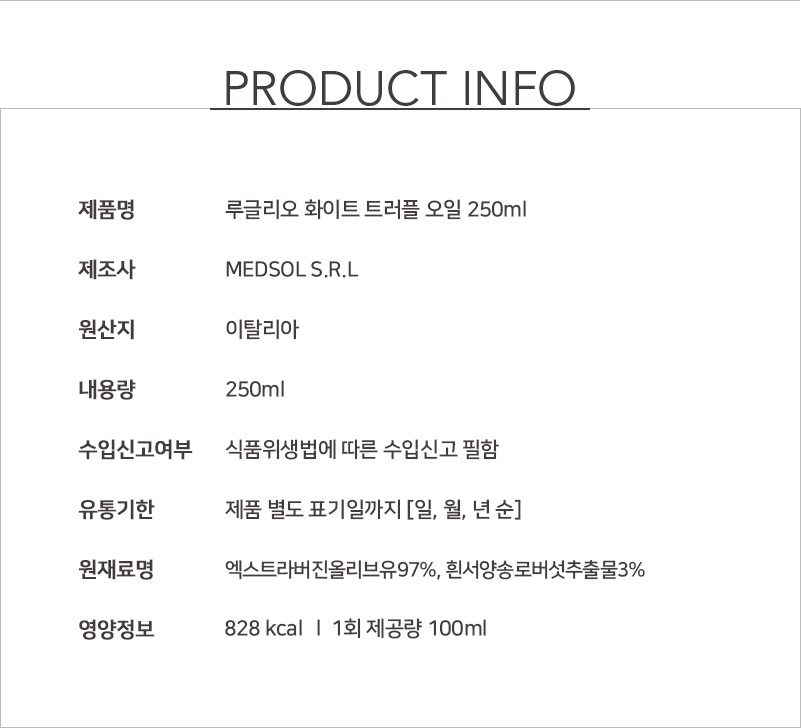 PRODUCT INFO
제품명 루글리오 화이트 트러플 오일 250ml
제조사 MEDSOL S.R.L
원산지 이탈리아
내용량 250ml
수입신고여부 식품위생법에 따른 수입신고 필함
유통기한 제품 별도 표기일까지 [일, 월, 년 순]
원재료명 엑스트라버진올리브유97%, 흰서양송로버섯추출물3%
영양정보 828 kcal ㅣ 1회 제공량 100ml